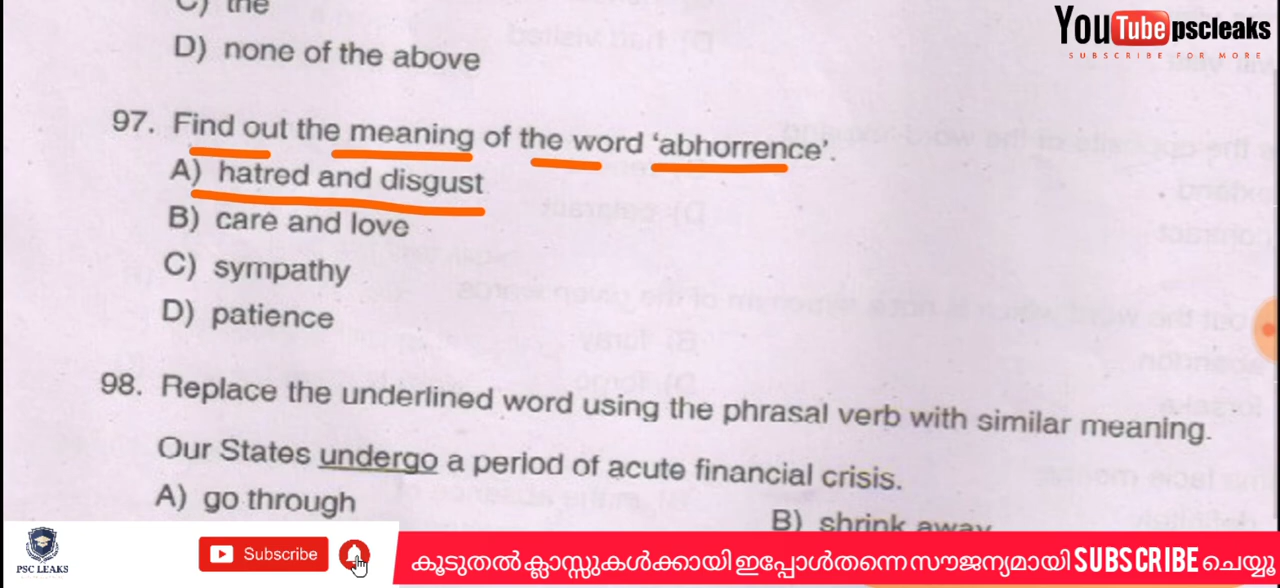 C) the
D) none of the above
YouTube pscleaks
SUBSCRIBE FOR MORE
97. Find out the meaning of the word ‘abhorrence’.
A) hatred and disgust
B) care and love
C) sympathy
D) patience
98. Replace the underlined word using the phrasal verb with similar meaning.
Our States undergo a period of acute financial crisis.
A) go through
B) shrink away
PSC LEAKS
Subscribe
കൂടുതൽ ക്ലാസ്സുകൾക്കായി ഇപ്പോൾതന്നെ സൗജന്യമായി SUBSCRIBE ചെയ്യൂ